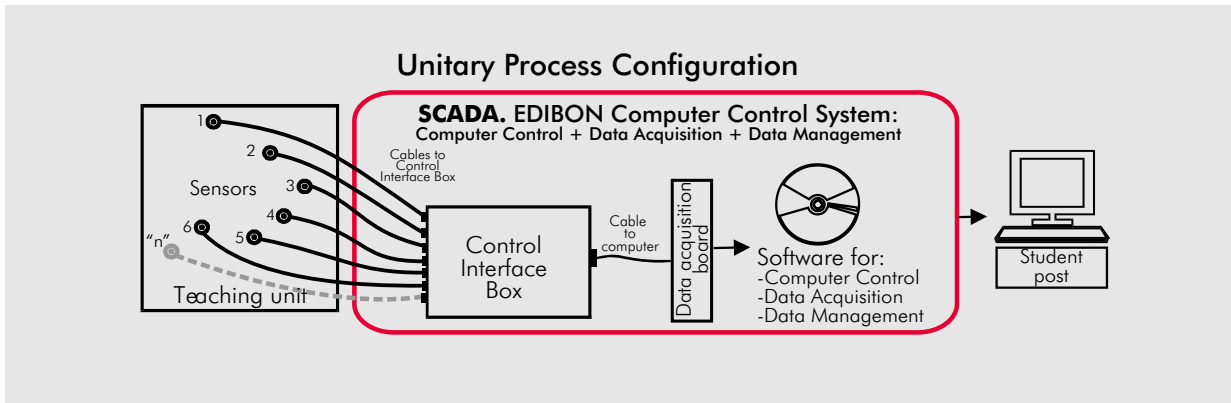 Unitary Process Configuration
SCADA. EDIBON Computer Control System:
Computer Control + Data Acquisition + Data Management
1
2
3
4
5
6
“n”
Sensors
Teaching unit
Cables to
Control
Interface Box
Control
Interface
Box
Cable
to
computer
Data acquisition
board
Software for:
-Computer Control
-Data Acquisition
-Data Management
Student
post